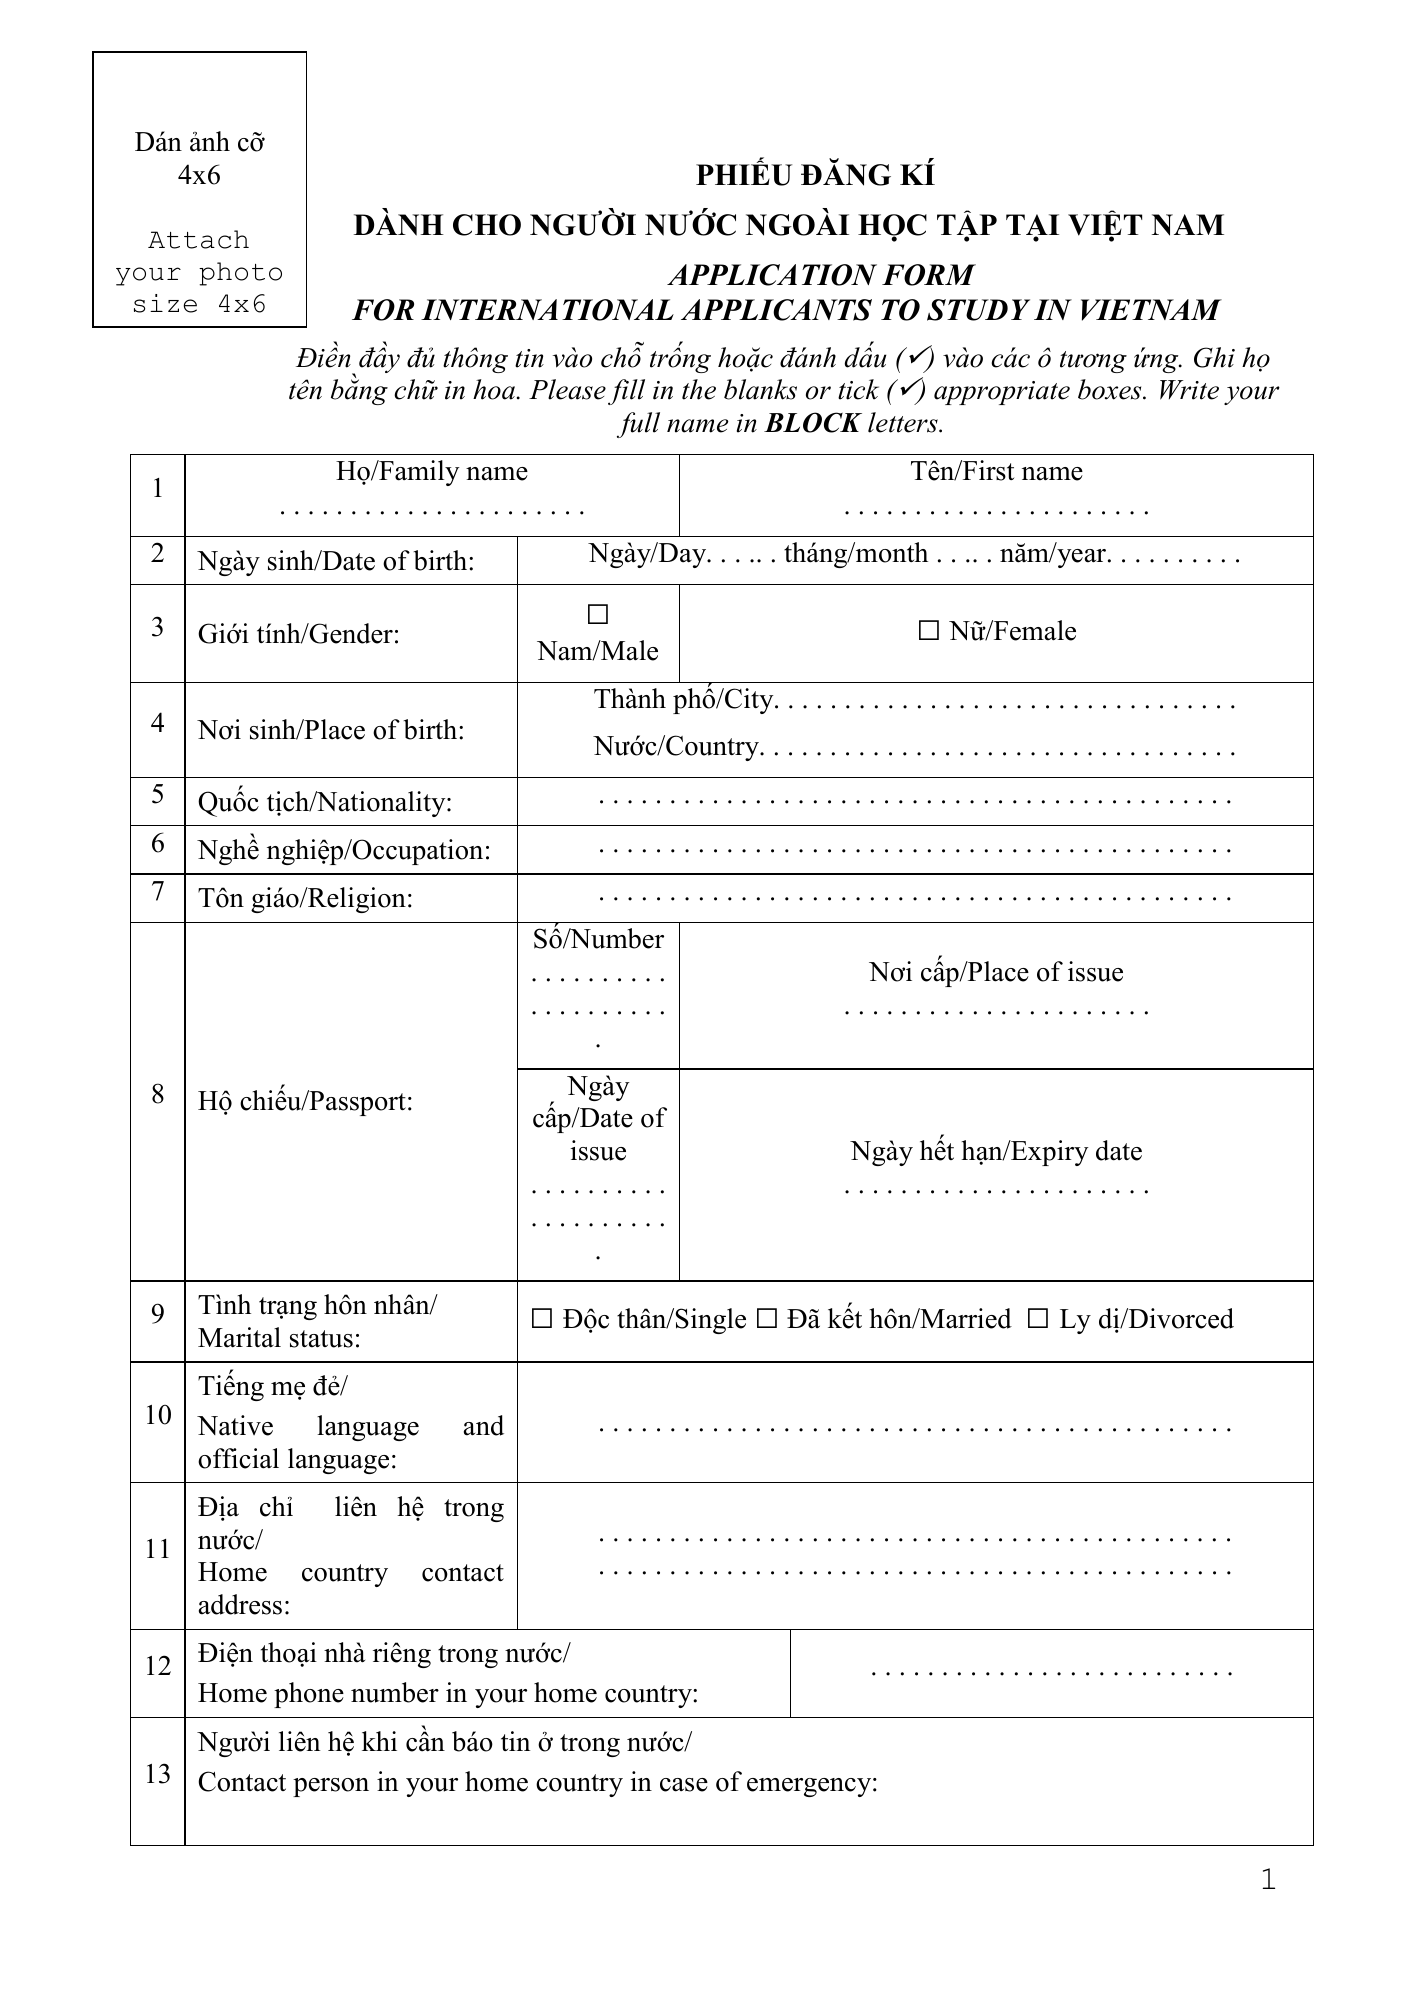 Dán ảnh cỡ
4x6
Attach
your photo
size 4x6
PHIẾU ĐĂNG KÍ
DÀNH CHO NGƯỜI NƯỚC NGOÀI HỌC TẬP TẠI VIỆT NAM
APPLICATION FORM
FOR INTERNATIONAL APPLICANTS TO STUDY IN VIETNAM
Điền đầy đủ thông tin vào chỗ trống hoặc đánh dấu (✓) vào các ô tương ứng. Ghi họ
tên bằng chữ in hoa. Please fill in the blanks or tick (✓) appropriate boxes. Write your
full name in BLOCK letters.
1
Họ/Family name
. . . . . . . . . . . . . . . . . . . . . .
Tên/First name
. . . . . . . . . . . . . . . . . . . . . .
2
Ngày sinh/Date of birth:
Ngày/Day. . . .. . tháng/month . . .. . năm/year. . . . . . . . . .
3
Giới tính/Gender:
☐
Nam/Male
☐ Nữ/Female
4
Nơi sinh/Place of birth:
Thành phố/City. . . . . . . . . . . . . . . . . . . . . . . . . . . . . . . . .
Nước/Country. . . . . . . . . . . . . . . . . . . . . . . . . . . . . . . . . .
5
Quốc tịch/Nationality:
. . . . . . . . . . . . . . . . . . . . . . . . . . . . . . . . . . . . . . . . . . . . .
6
Nghề nghiệp/Occupation:
. . . . . . . . . . . . . . . . . . . . . . . . . . . . . . . . . . . . . . . . . . . . .
7
Tôn giáo/Religion:
. . . . . . . . . . . . . . . . . . . . . . . . . . . . . . . . . . . . . . . . . . . . .
8
Hộ chiếu/Passport:
Số/Number
. . . . . . . . . .
. . . . . . . . . .
.
Nơi cấp/Place of issue
. . . . . . . . . . . . . . . . . . . . . .
Ngày
cấp/Date of
issue
. . . . . . . . . .
. . . . . . . . . .
.
Ngày hết hạn/Expiry date
. . . . . . . . . . . . . . . . . . . . . .
9
Tình trạng hôn nhân/
Marital status:
☐ Độc thân/Single ☐ Đã kết hôn/Married ☐ Ly dị/Divorced
10
Tiếng mẹ đẻ/
Native language and
official language:
. . . . . . . . . . . . . . . . . . . . . . . . . . . . . . . . . . . . . . . . . . . . .
11
Địa chỉ liên hệ trong
nước/
Home country contact
address:
. . . . . . . . . . . . . . . . . . . . . . . . . . . . . . . . . . . . . . . . . . . . .
. . . . . . . . . . . . . . . . . . . . . . . . . . . . . . . . . . . . . . . . . . . . .
12
Điện thoại nhà riêng trong nước/
Home phone number in your home country:
. . . . . . . . . . . . . . . . . . . . . . . . . .
13
Người liên hệ khi cần báo tin ở trong nước/
Contact person in your home country in case of emergency:
1